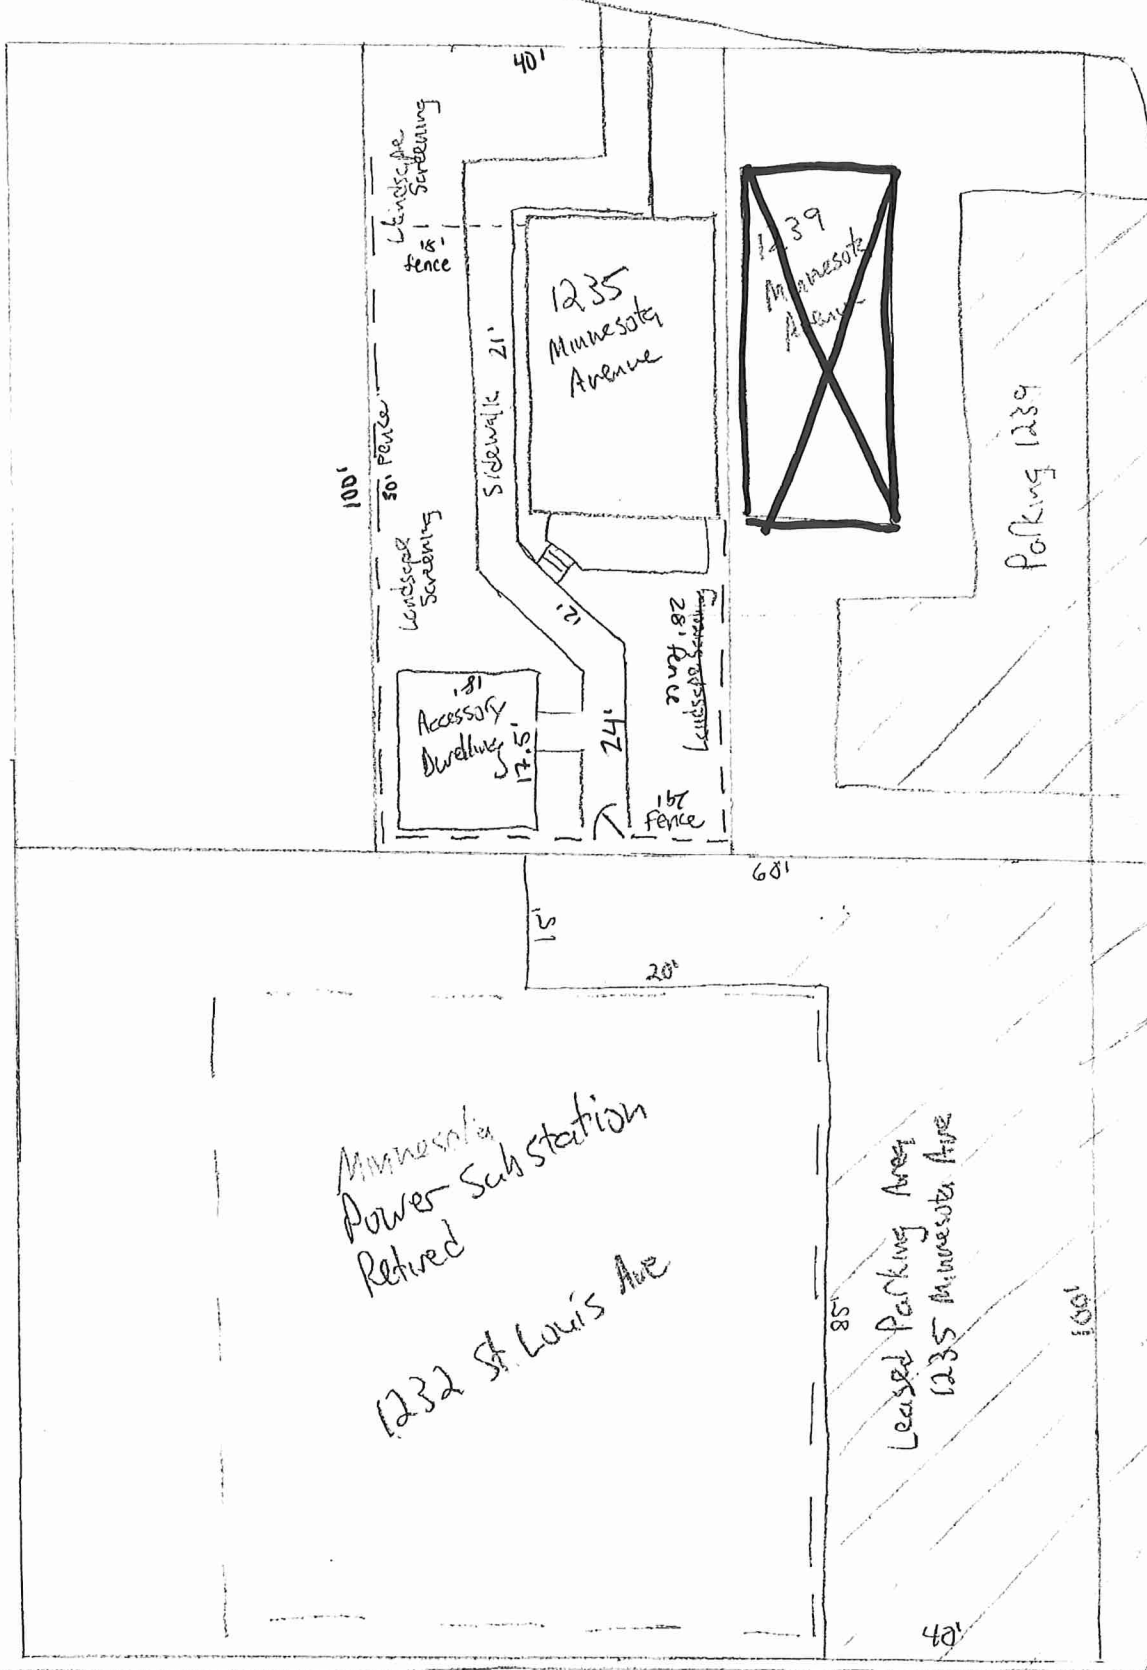 40'
Landscape
Screening
fence
1235
Minnesota
Avenue
1239
Minnesota
Avenue
Sidewalk 21'
100'
50' Fence
Parking 1239
Landscape
Screening
12'
28' fence
Landscape Screening
18'
Accessory
Dwelling
17.5'
24'
Fence
60'
15'
20'
Minnesota
Power Substation
Retired
1232 St. Louis Ave
85'
Leased Parking Area
1235 Minnesota Ave
100'
40'